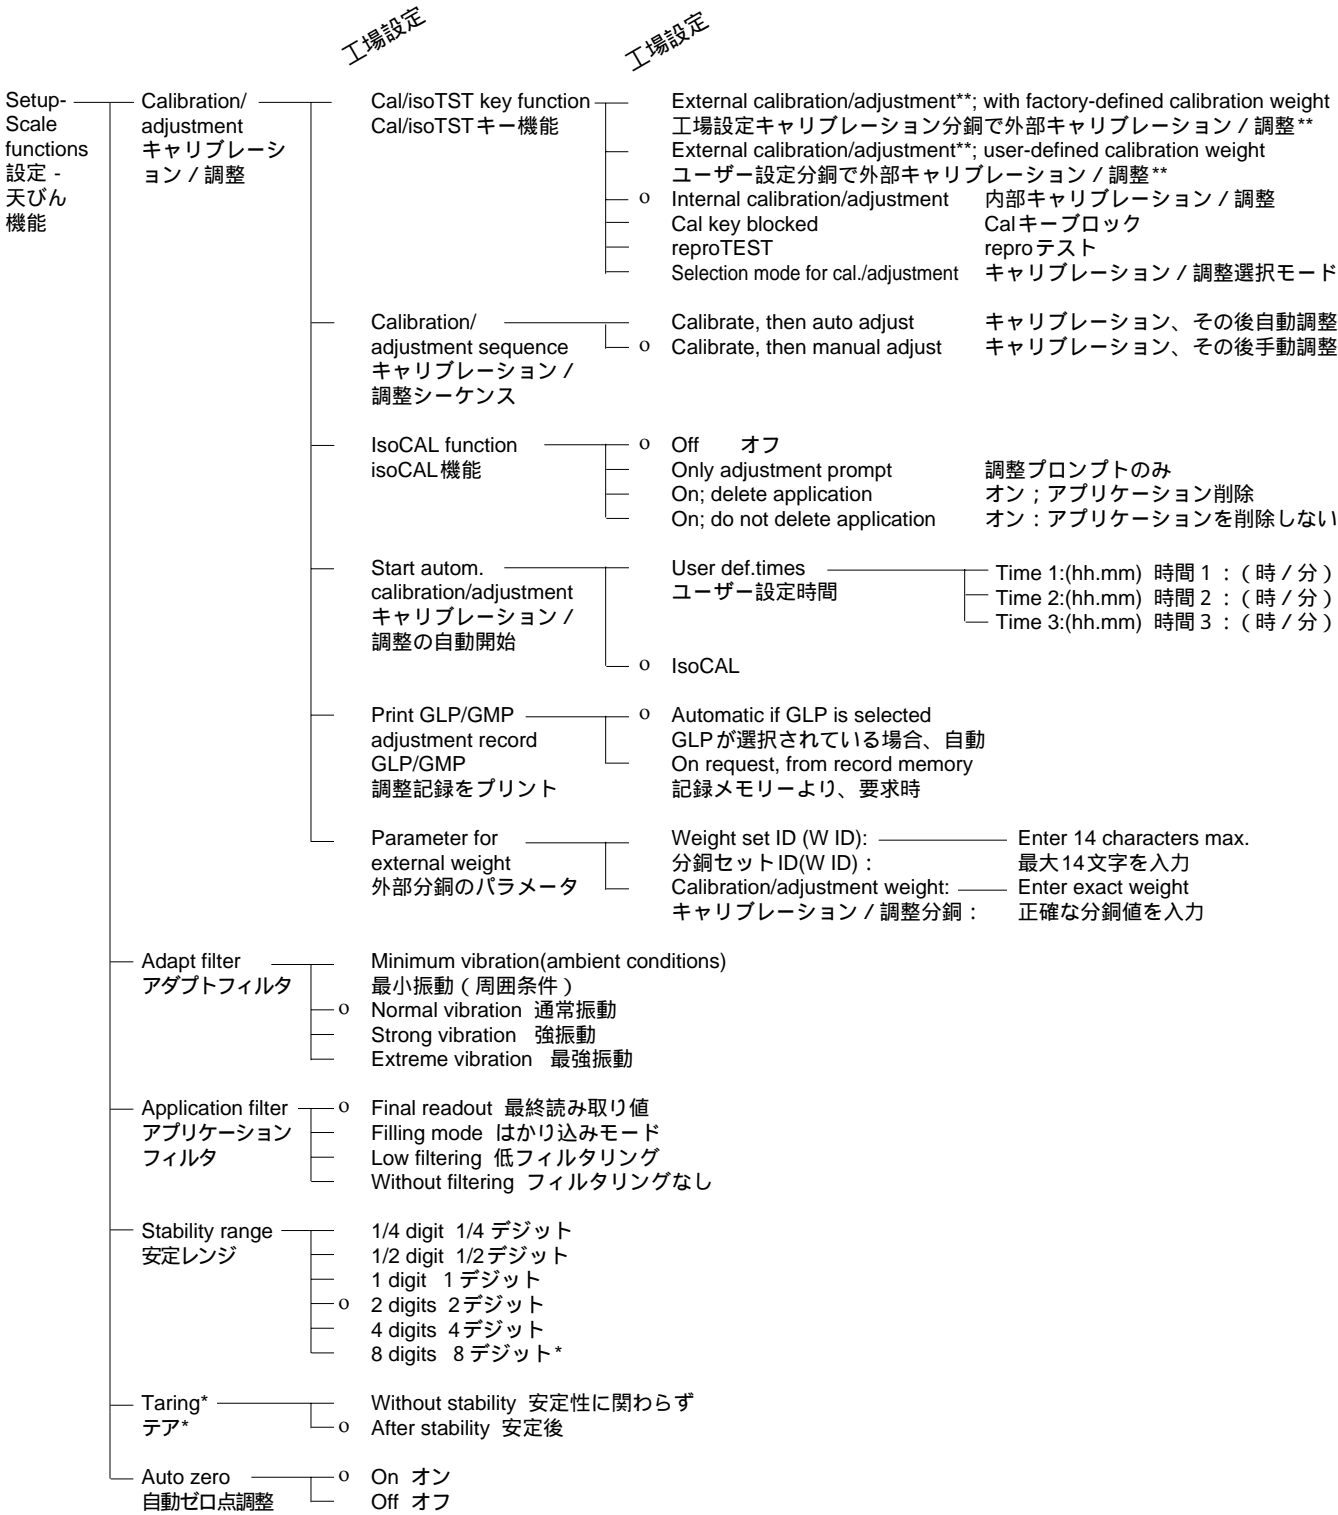 工場設定 工場設定
Setup- Calibration/ Cal/isoTST key function External calibration/adjustment**; with factory-defined calibration weight
Scale adjustment Cal/isoTSTキー機能 工場設定キャリブレーション分銅で外部キャリブレーション / 調整**
functions キャリブレーシ External calibration/adjustment**; user-defined calibration weight
設定 - ョン / 調整 ユーザー設定分銅で外部キャリブレーション / 調整**
天びん o Internal calibration/adjustment 内部キャリブレーション / 調整
機能 Cal key blocked Calキーブロック
reproTEST reproテスト
Selection mode for cal./adjustment キャリブレーション / 調整選択モード
Calibration/ Calibrate, then auto adjust キャリブレーション、その後自動調整
adjustment sequence o Calibrate, then manual adjust キャリブレーション、その後手動調整
キャリブレーション /
調整シーケンス
IsoCAL function o Off オフ
isoCAL機能 Only adjustment prompt 調整プロンプトのみ
On; delete application オン ; アプリケーション削除
On; do not delete application オン : アプリケーションを削除しない
Start autom. User def.times Time 1:(hh.mm) 時間 1 : ( 時 / 分 )
calibration/adjustment ユーザー設定時間 Time 2:(hh.mm) 時間 2 : ( 時 / 分 )
キャリブレーション / Time 3:(hh.mm) 時間 3 : ( 時 / 分 )
調整の自動開始
o IsoCAL
Print GLP/GMP o Automatic if GLP is selected
adjustment record GLPが選択されている場合、自動
GLP/GMP On request, from record memory
調整記録をプリント 記録メモリーより、要求時
Parameter for Weight set ID (W ID): Enter 14 characters max.
external weight 分銅セットID(W ID) : 最大14文字を入力
外部分銅のパラメータ Calibration/adjustment weight: Enter exact weight
キャリブレーション / 調整分銅 : 正確な分銅値を入力
Adapt filter Minimum vibration(ambient conditions)
アダプトフィルタ 最小振動 ( 周囲条件 )
o Normal vibration 通常振動
Strong vibration 強振動
Extreme vibration 最強振動
Application filter o Final readout 最終読み取り値
アプリケーション Filling mode はかり込みモード
フィルタ Low filtering 低フィルタリング
Without filtering フィルタリングなし
Stability range 1/4 digit 1/4 デジット
安定レンジ 1/2 digit 1/2デジット
1 digit 1 デジット
o 2 digits 2デジット
4 digits 4デジット
8 digits 8 デジット*
Taring* Without stability 安定性に関わらず
テア* o After stability 安定後
Auto zero o On オン
自動ゼロ点調整 Off オフ